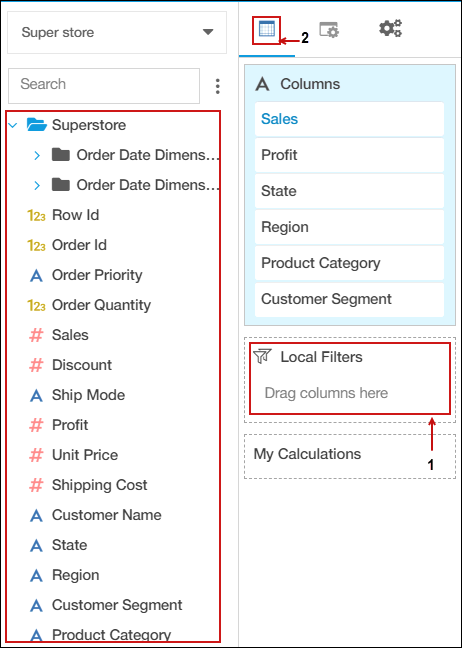 Super store
Search
Superstore
Order Date Dimens...
Order Date Dimens...
123 Row Id
123 Order Id
A Order Priority
123 Order Quantity
# Sales
# Discount
A Ship Mode
# Profit
# Unit Price
# Shipping Cost
A Customer Name
A State
A Region
A Customer Segment
A Product Category
2
A Columns
Sales
Profit
State
Region
Product Category
Customer Segment
Local Filters
Drag columns here
1
My Calculations